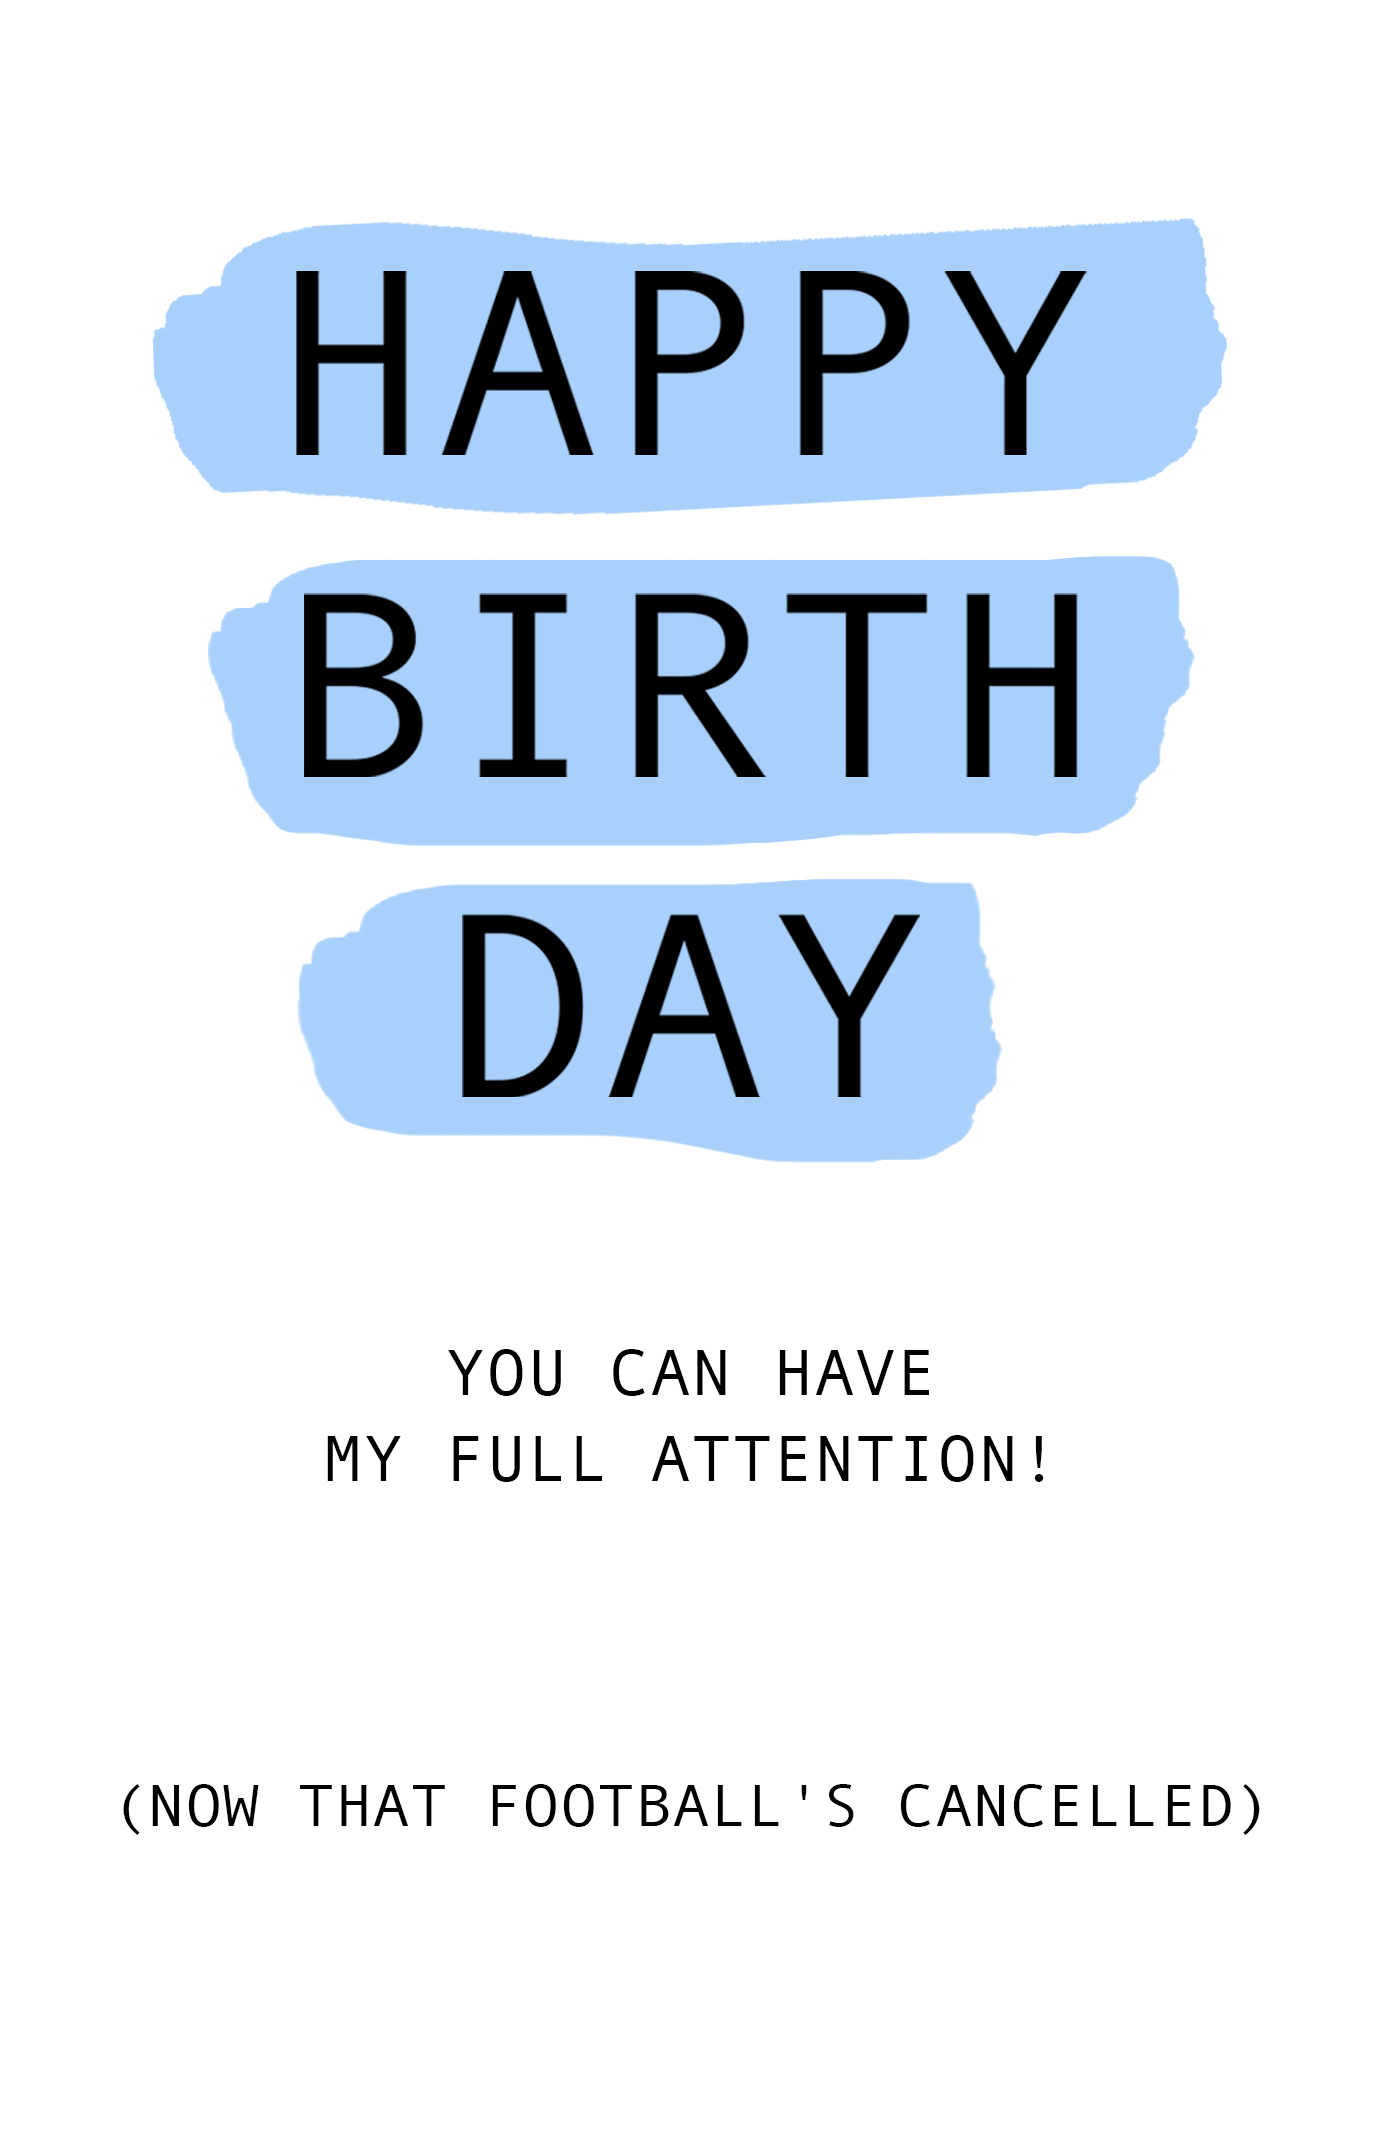 HAPPY
BIRTH
DAY
YOU CAN HAVE
MY FULL ATTENTION!
(NOW THAT FOOTBALL'S CANCELLED)